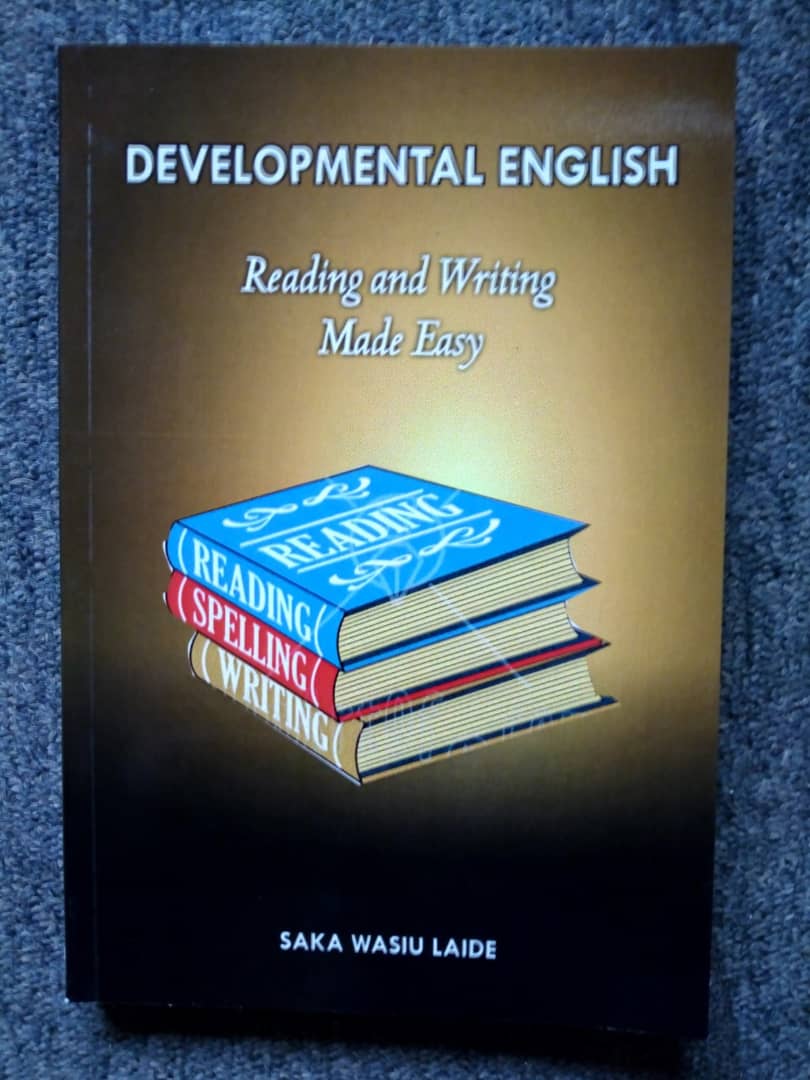 DEVELOPMENTAL ENGLISH
Reading and Writing
Made Easy
READING
READING
SPELLING
WRITING
SAKA WASIU LAIDE